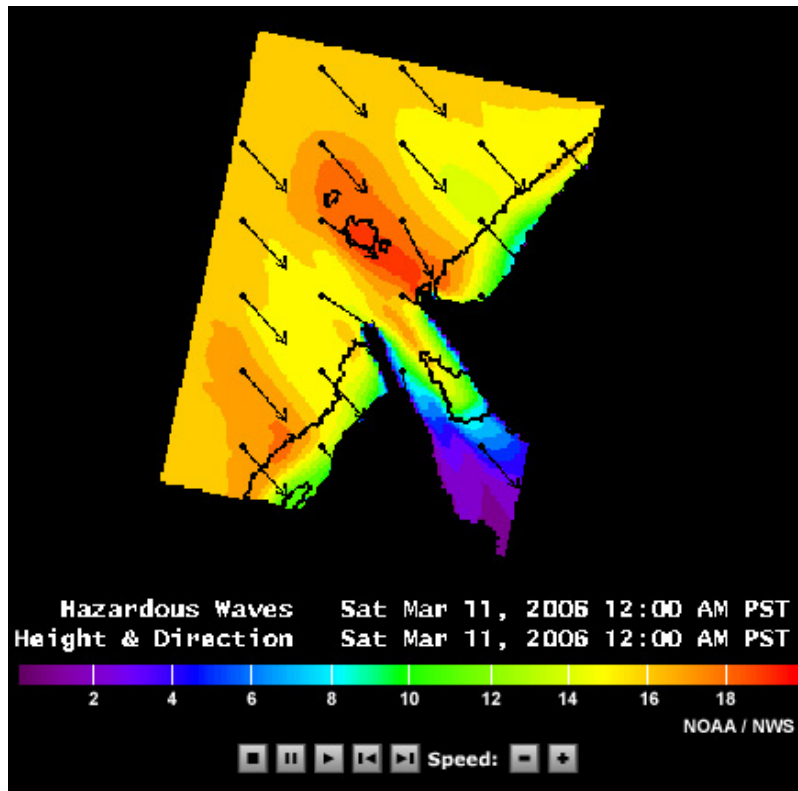 Hazardous Waves Sat Mar 11, 2006 12:00 AM PST
Height & Direction Sat Mar 11, 2006 12:00 AM PST
2 4 6 8 10 12 14 16 18
NOAA / NWS
Speed: - +